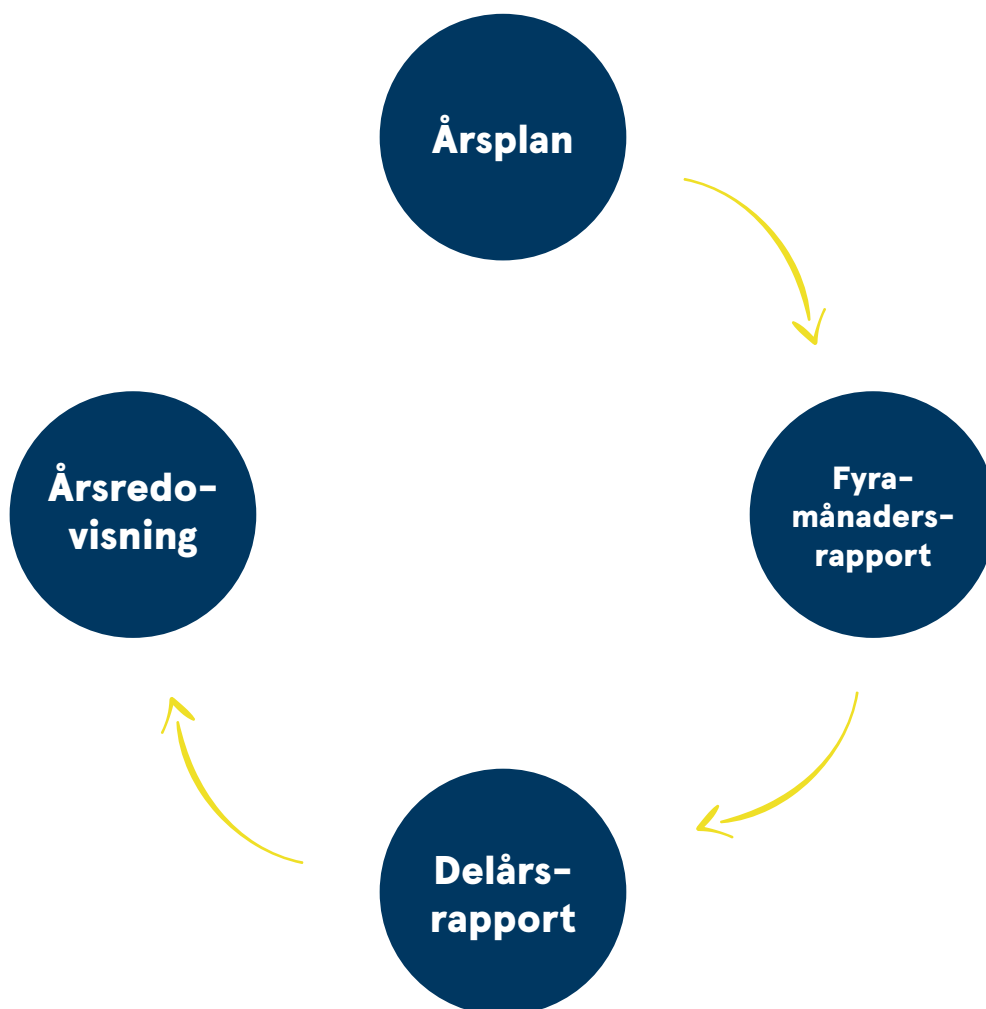 Årsplan
Fyra-
månaders-
rapport
Delårs-
rapport
Årsredo-
visning